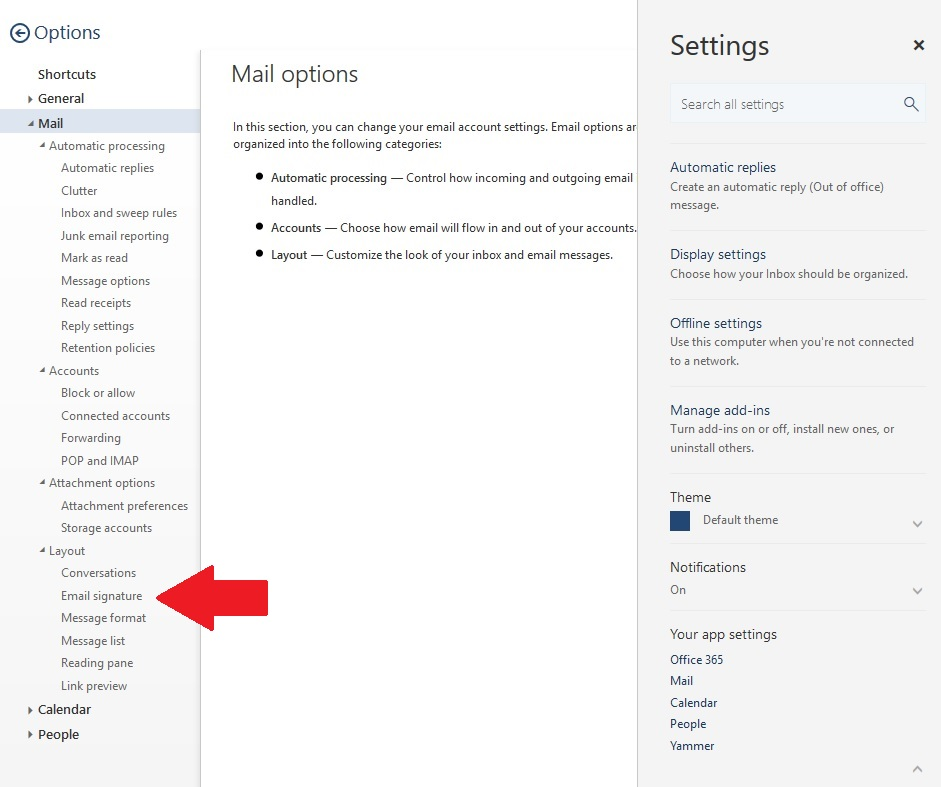 Options
Shortcuts
General
Mail
Automatic processing
Automatic replies
Clutter
Inbox and sweep rules
Junk email reporting
Mark as read
Message options
Read receipts
Reply settings
Retention policies
Accounts
Block or allow
Connected accounts
Forwarding
POP and IMAP
Attachment options
Attachment preferences
Storage accounts
Layout
Conversations
Email signature
Message format
Message list
Reading pane
Link preview
Calendar
People
Mail options
In this section, you can change your email account settings. Email options ar
organized into the following categories:
Automatic processing — Control how incoming and outgoing email
handled.
Accounts — Choose how email will flow in and out of your accounts.
Layout — Customize the look of your inbox and email messages.
Settings
Search all settings
Automatic replies
Create an automatic reply (Out of office)
message.
Display settings
Choose how your Inbox should be organized.
Offline settings
Use this computer when you're not connected
to a network.
Manage add-ins
Turn add-ins on or off, install new ones, or
uninstall others.
Theme
Default theme
Notifications
On
Your app settings
Office 365
Mail
Calendar
People
Yammer